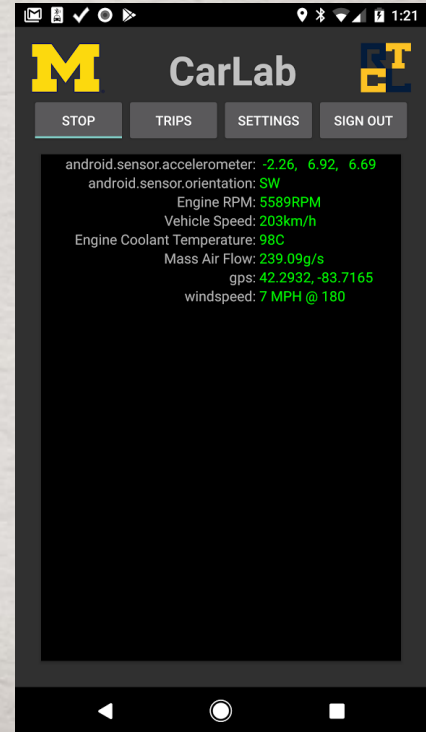 1:21
M
CarLab
RTCL
STOP TRIPS SETTINGS SIGN OUT
android.sensor.accelerometer: -2.26, 6.92, 6.69
android.sensor.orientation: SW
Engine RPM: 5589RPM
Vehicle Speed: 203km/h
Engine Coolant Temperature: 98C
Mass Air Flow: 239.09g/s
gps: 42.2932, -83.7165
windspeed: 7 MPH @ 180